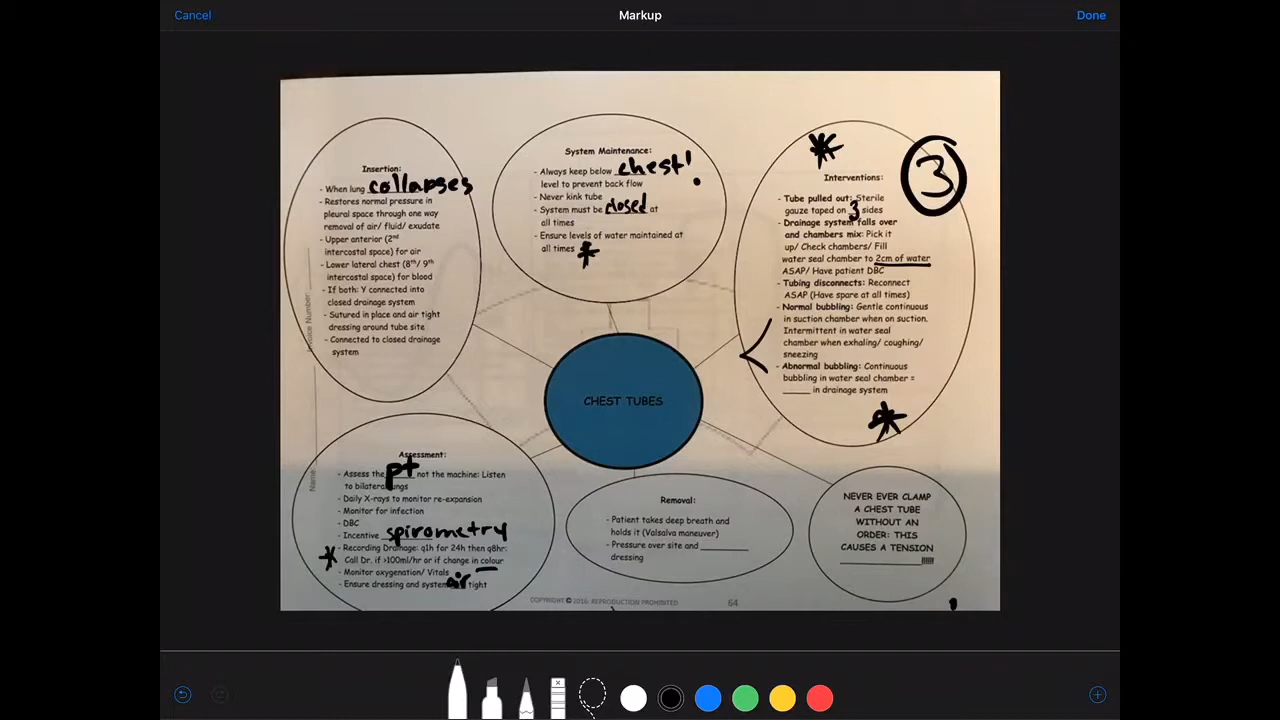 Cancel
Markup
Done
Insertion:
- When lung collapses
- Restores normal pressure in
pleural space through one way
removal of air/ fluid/ exudate
- Upper anterior (2nd
intercostal space) for air
- Lower lateral chest (8th/ 9th
intercostal space) for blood
- If both: Y connected into
closed drainage system
- Sutured in place and air tight
dressing around tube site
- Connected to closed drainage
system
System Maintenance:
- Always keep below chest!
level to prevent back flow
- Never kink tube
- System must be closed at
all times
- Ensure levels of water maintained at
all times *
*
3
Interventions:
- Tube pulled out: Sterile
gauze taped on 3 sides
- Drainage system falls over
and chambers mix: Pick it
up/ Check chambers/ Fill
water seal chamber to 2cm of water
ASAP/ Have patient DBC
- Tubing disconnects: Reconnect
ASAP (Have spare at all times)
- Normal bubbling: Gentle continuous
in suction chamber when on suction.
Intermittent in water seal
chamber when exhaling/ coughing/
sneezing
- Abnormal bubbling: Continuous
bubbling in water seal chamber =
_____ in drainage system
*
CHEST TUBES
Invoice Number:
Name
Assessment:
- Assess the pt not the machine: Listen
to bilateral lungs
- Daily X-rays to monitor re-expansion
- Monitor for infection
- DBC
- Incentive spirometry
* - Recording Drainage: q1h for 24h then q8hr:
Call Dr. if >100ml/hr or if change in colour
- Monitor oxygenation/ Vitals
- Ensure dressing and system air tight
Removal:
- Patient takes deep breath and
holds it (Valsalva maneuver)
- Pressure over site and ________
dressing
NEVER EVER CLAMP
A CHEST TUBE
WITHOUT AN
ORDER: THIS
CAUSES A TENSION
______________!!!!!!
COPYRIGHT © 2016; REPRODUCTION PROHIBITED
64